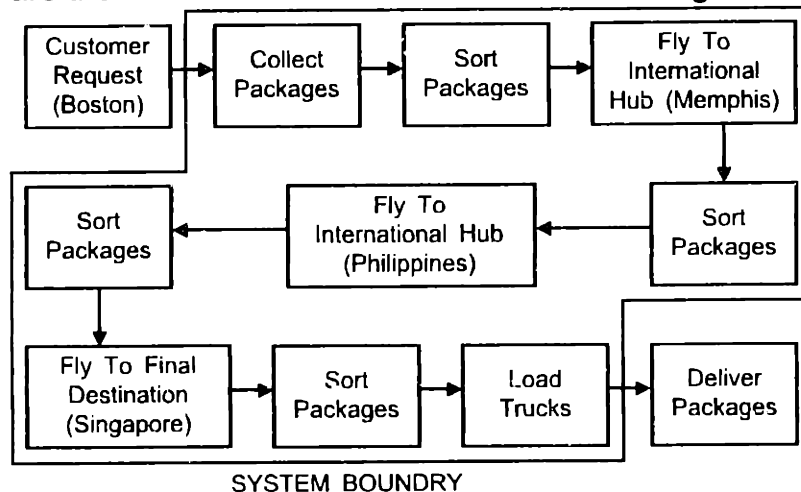 Customer
Request
(Boston)
Collect
Packages
Sort
Packages
Fly To
International
Hub (Memphis)
Sort
Packages
Fly To
International Hub
(Philippines)
Sort
Packages
Fly To Final
Destination
(Singapore)
Sort
Packages
Load
Trucks
Deliver
Packages
SYSTEM BOUNDRY